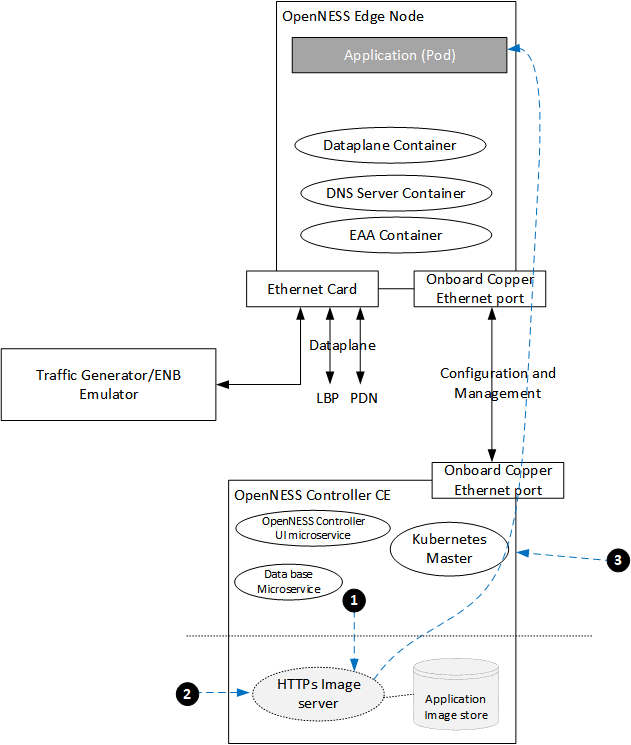 OpenNESS Edge Node
Application (Pod)
Dataplane Container
DNS Server Container
EAA Container
Ethernet Card
Onboard Copper
Ethernet port
Dataplane
Traffic Generator/ENB
Emulator
LBP
PDN
Configuration and
Management
Onboard Copper
Ethernet port
OpenNESS Controller CE
OpenNESS Controller
UI microservice
Kubernetes
Master
3
Data base
Microservice
1
2
HTTPs Image
server
Application
Image store